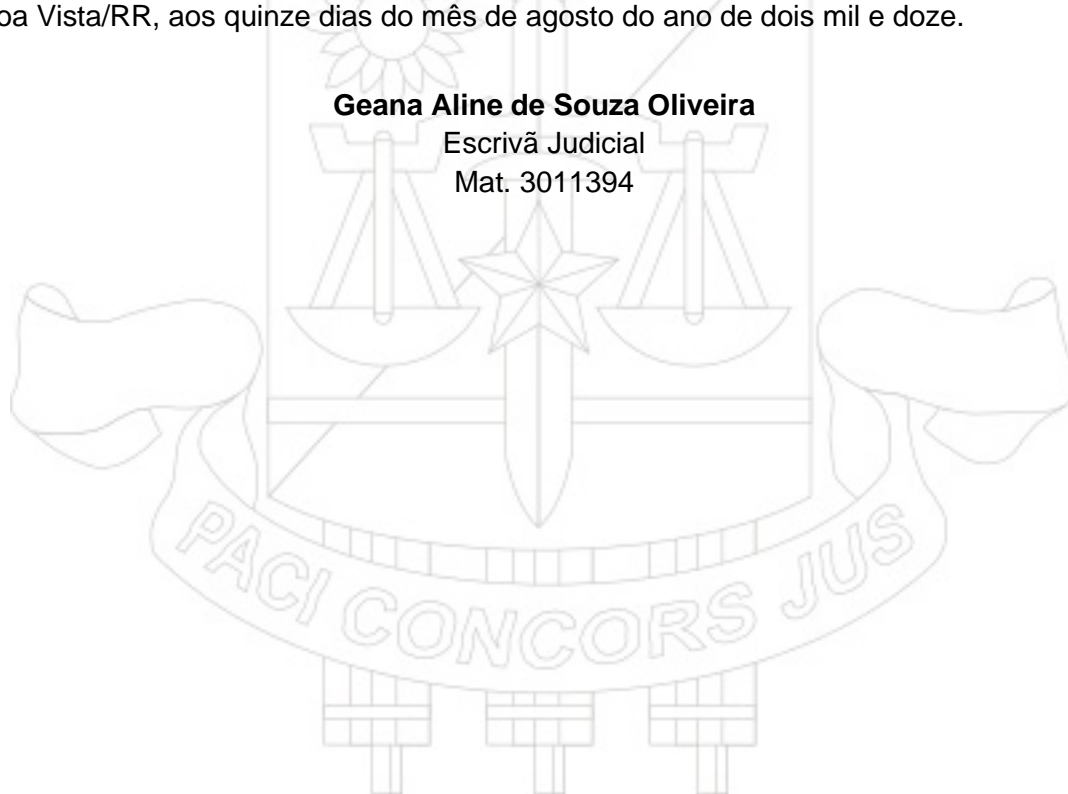 oa Vista/RR, aos quinze dias do mês de agosto do ano de dois mil e doze.
Geana Aline de Souza Oliveira
Escrivã Judicial
Mat. 3011394
PACI CONCORS JUS